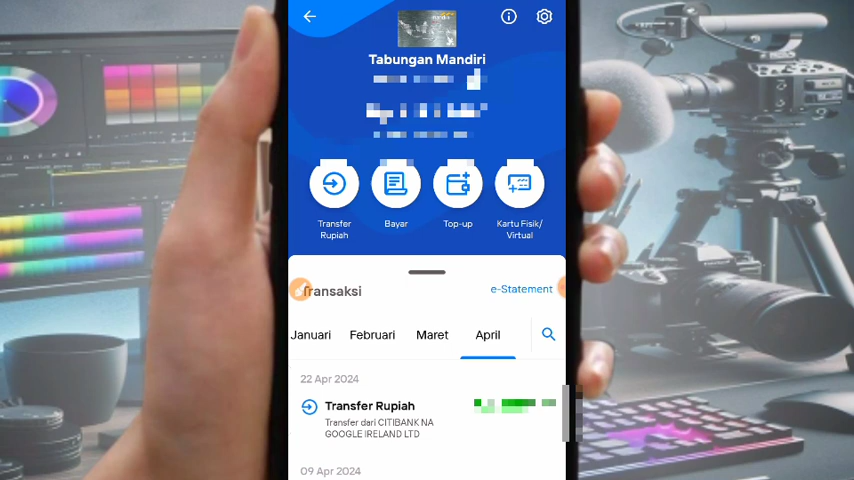 Tabungan Mandiri
Transfer
Rupiah
Bayar
Top-up
Kartu Fisik/
Virtual
Transaksi
e-Statement
Januari
Februari
Maret
April
22 Apr 2024
Transfer Rupiah
Transfer dari CITIBANK NA
GOOGLE IRELAND LTD
09 Apr 2024